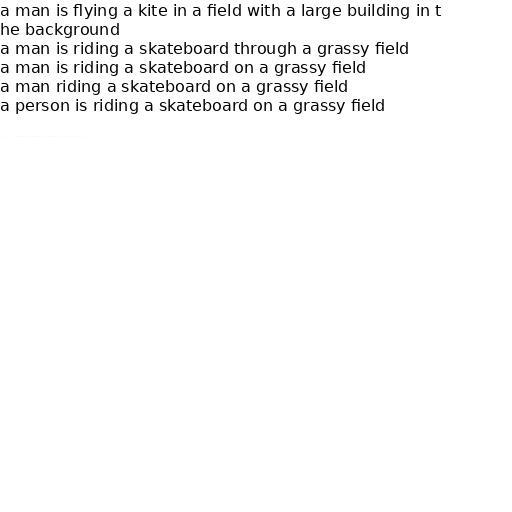 a man is flying a kite in a field with a large building in t
he background
a man is riding a skateboard through a grassy field
a man is riding a skateboard on a grassy field
a man riding a skateboard on a grassy field
a person is riding a skateboard on a grassy field